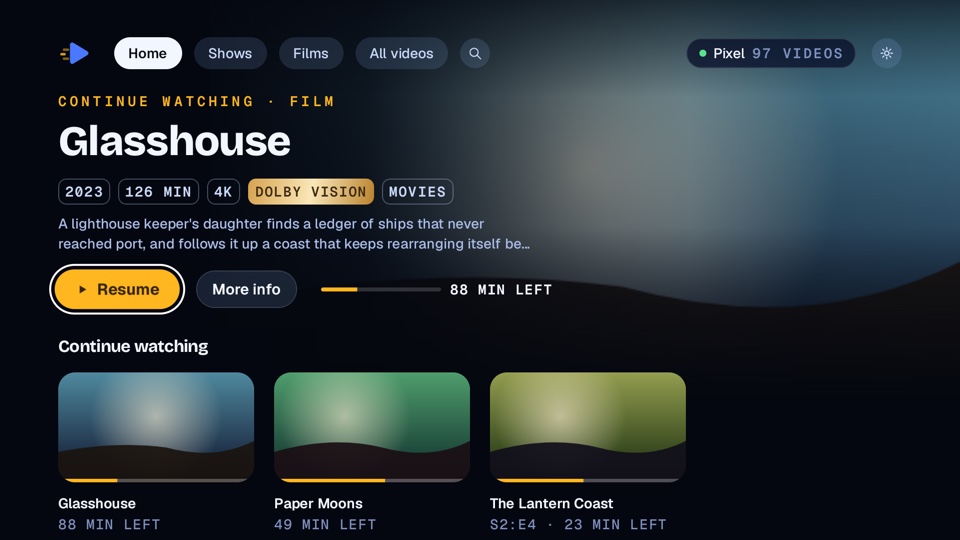 Home Shows Films All videos Pixel 97 VIDEOS
CONTINUE WATCHING · FILM
Glasshouse
2023 126 MIN 4K DOLBY VISION MOVIES
A lighthouse keeper's daughter finds a ledger of ships that never
reached port, and follows it up a coast that keeps rearranging itself be...
Resume More info 88 MIN LEFT
Continue watching
Glasshouse Paper Moons The Lantern Coast
88 MIN LEFT 49 MIN LEFT S2:E4 · 23 MIN LEFT